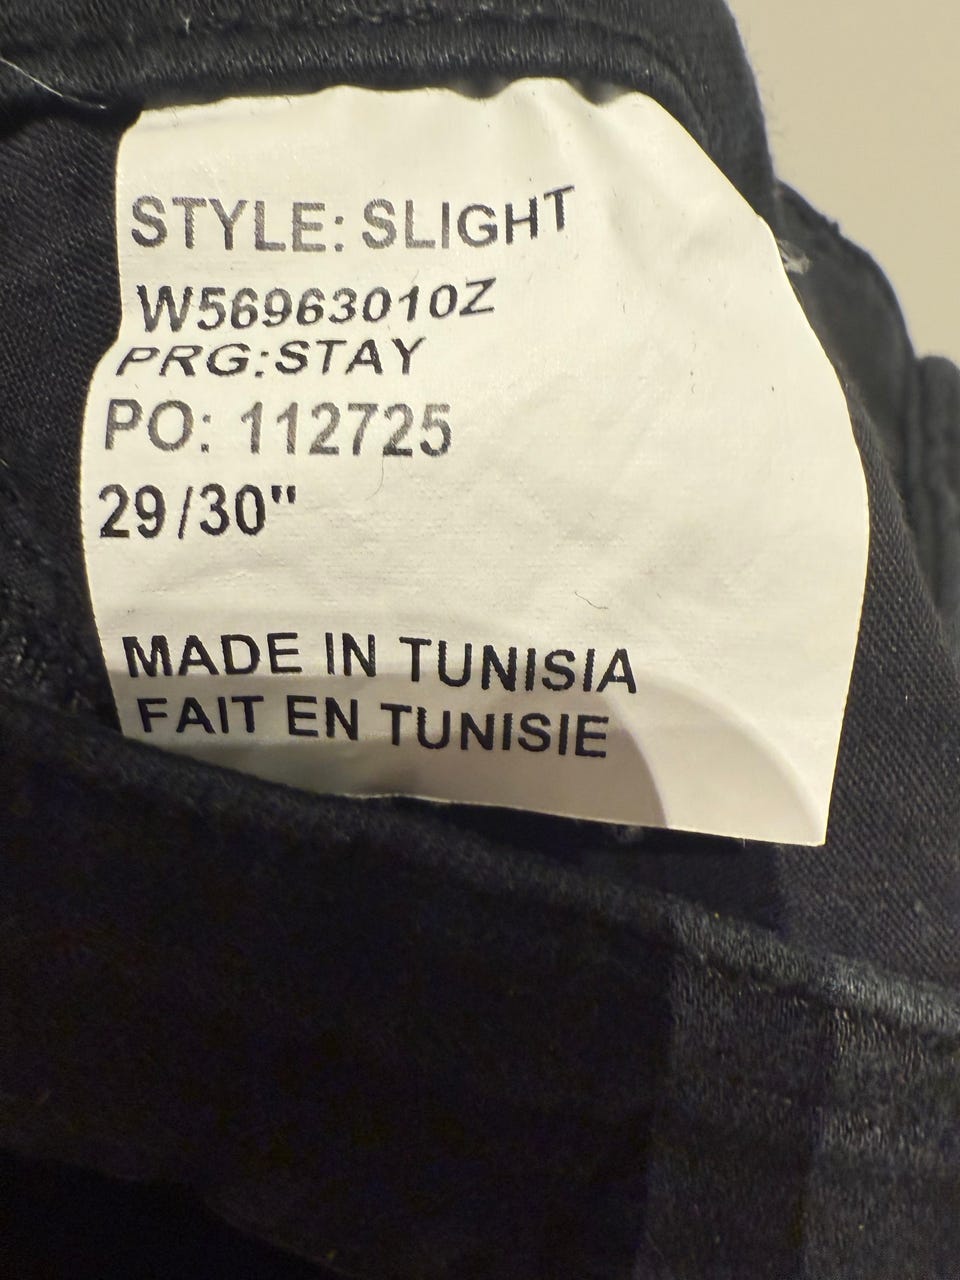 STYLE: SLIGHT
W56963010Z
PRG:STAY
PO: 112725
29/30"
MADE IN TUNISIA
FAIT EN TUNISIE